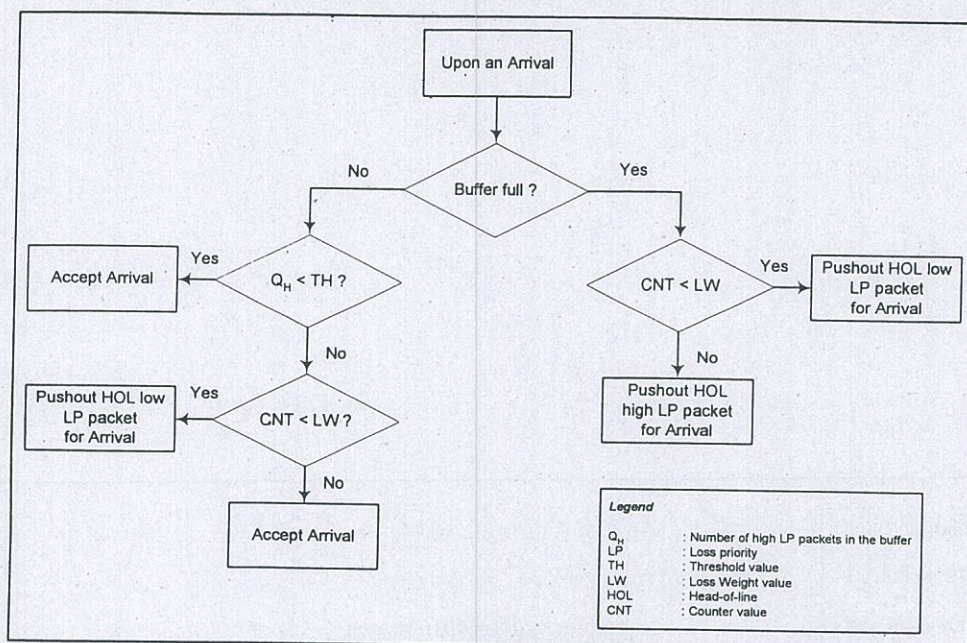 Upon an Arrival
No
Yes
Buffer full ?
Yes
Accept Arrival
Q_H < TH ?
CNT < LW
Yes
Pushout HOL low
LP packet
for Arrival
No
No
Pushout HOL low
LP packet
for Arrival
Yes
CNT < LW ?
Pushout HOL
high LP packet
for Arrival
No
Accept Arrival
Legend
Q_H : Number of high LP packets in the buffer
LP : Loss priority
TH : Threshold value
LW : Loss Weight value
HOL : Head-of-line
CNT : Counter value